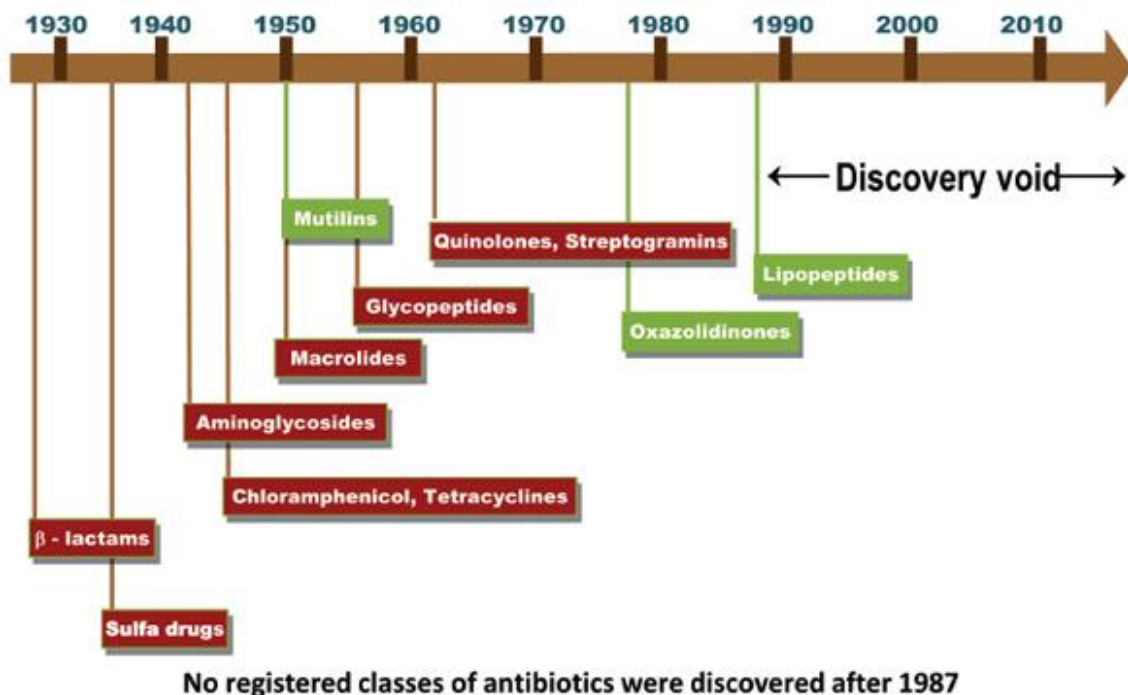 1930 1940 1950 1960 1970 1980 1990 2000 2010
Discovery void
Mutilins
Quinolones, Streptogramins
Lipopeptides
Glycopeptides
Oxazolidinones
Macrolides
Aminoglycosides
Chloramphenicol, Tetracyclines
β - lactams
Sulfa drugs
No registered classes of antibiotics were discovered after 1987